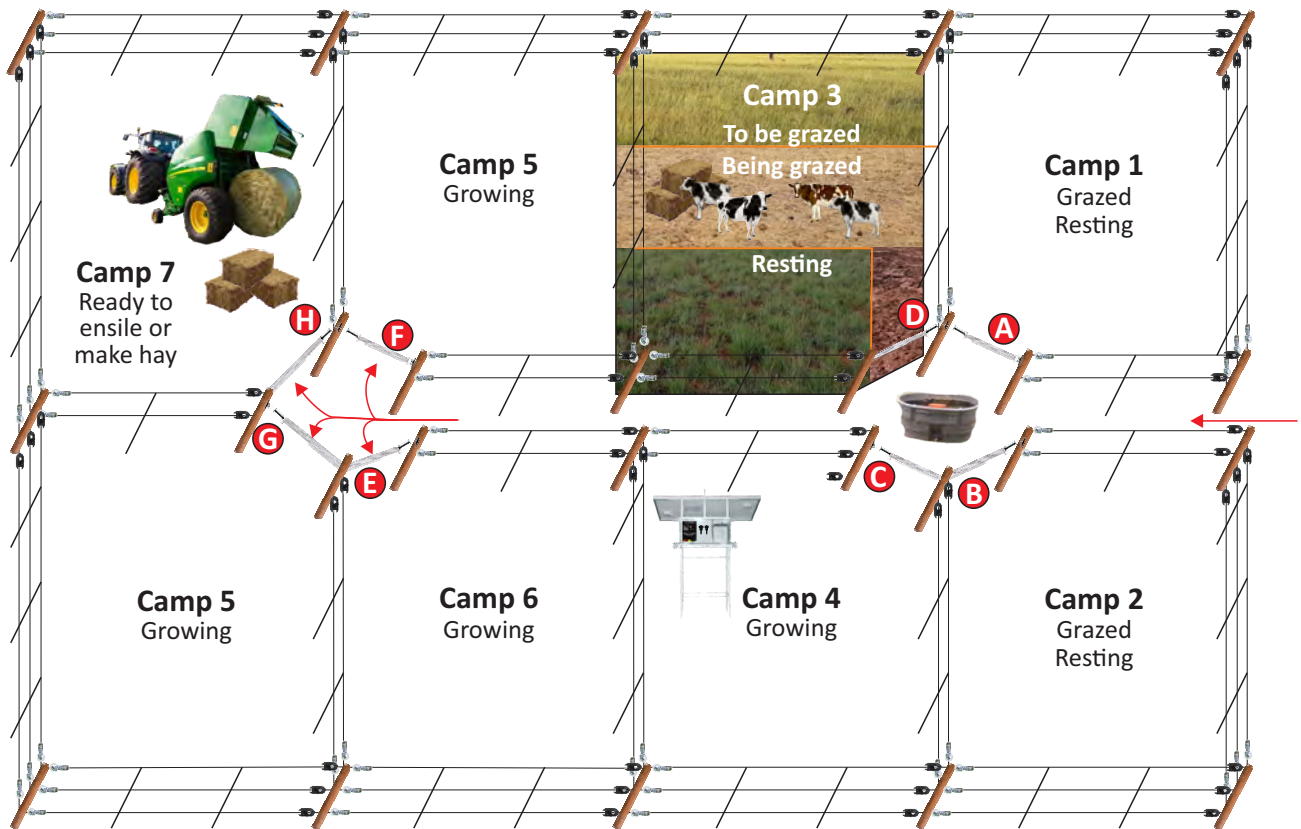 Camp 7
Ready to
ensile or
make hay
Camp 5
Growing
Camp 3
To be grazed
Being grazed
Resting
Camp 1
Grazed
Resting
H
F
D
A
G
E
C
B
Camp 5
Growing
Camp 6
Growing
Camp 4
Growing
Camp 2
Grazed
Resting